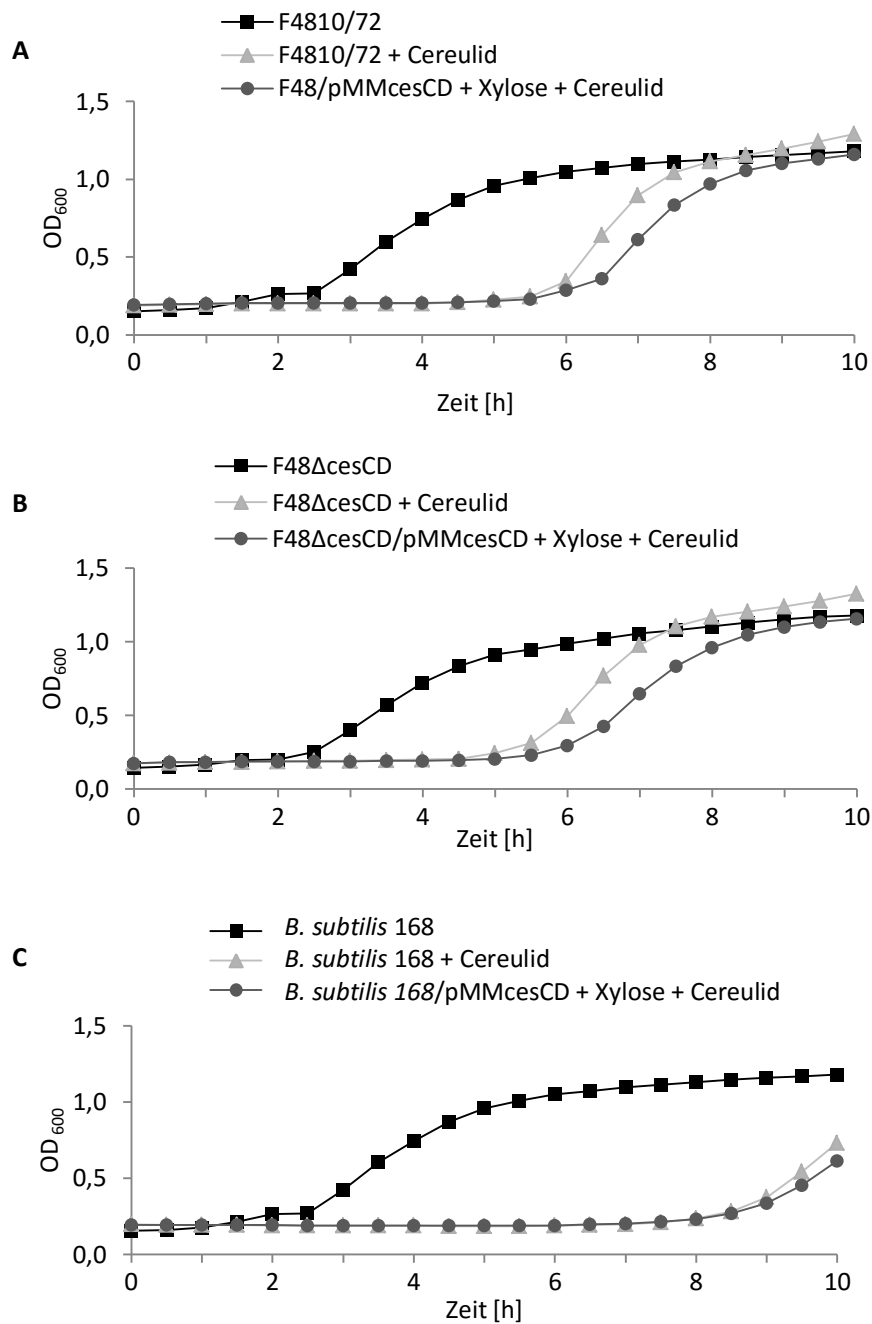 A
F4810/72
F4810/72 + Cereulid
F48/pMMcesCD + Xylose + Cereulid
1,5
1,0
0,5
0,0
OD600
0 2 4 6 8 10
Zeit [h]
B
F48ΔcesCD
F48ΔcesCD + Cereulid
F48ΔcesCD/pMMcesCD + Xylose + Cereulid
1,5
1,0
0,5
0,0
OD600
0 2 4 6 8 10
Zeit [h]
C
B. subtilis 168
B. subtilis 168 + Cereulid
B. subtilis 168/pMMcesCD + Xylose + Cereulid
1,5
1,0
0,5
0,0
OD600
0 2 4 6 8 10
Zeit [h]